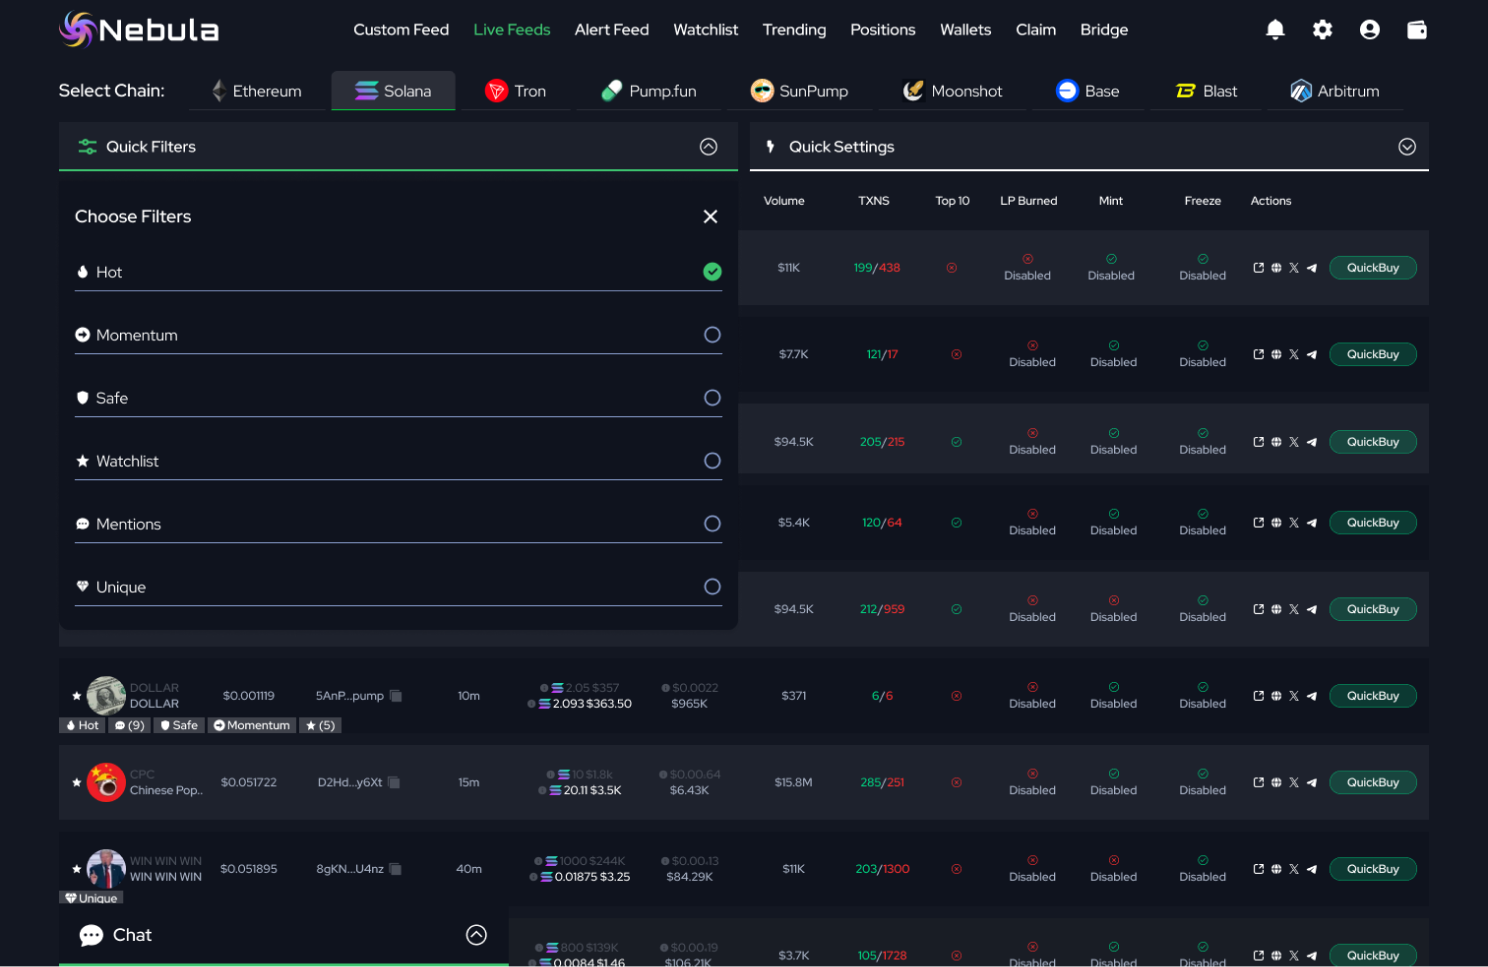 Nebula
Custom Feed Live Feeds Alert Feed Watchlist Trending Positions Wallets Claim Bridge
Select Chain: Ethereum Solana Tron Pump.fun SunPump Moonshot Base Blast Arbitrum
Quick Filters
Quick Settings
Choose Filters
Hot
Momentum
Safe
Watchlist
Mentions
Unique
Volume TXNS Top 10 LP Burned Mint Freeze Actions
$11K 199/438 Disabled Disabled Disabled QuickBuy
$7.7K 121/17 Disabled Disabled Disabled QuickBuy
$94.5K 205/215 Disabled Disabled Disabled QuickBuy
$5.4K 120/64 Disabled Disabled Disabled QuickBuy
$94.5K 212/959 Disabled Disabled Disabled QuickBuy
DOLLAR 2.05 $357 $0.0022
$0.001119 5AnP...pump 10m $371 6/6 QuickBuy
DOLLAR 2.093 $363.50 $965K Disabled Disabled Disabled
Hot (9) Safe Momentum (5)
CPC 10 $1.8k $0.00₊64
$0.051722 D2Hd...y6Xt 15m $15.8M 285/251 QuickBuy
Chinese Pop.. 20.11 $3.5K $6.43K Disabled Disabled Disabled
WIN WIN WIN 1000 $244K $0.00₊13
$0.051895 8gKN...U4nz 40m $11K 203/1300 QuickBuy
WIN WIN WIN 0.01875 $3.25 $84.29K Disabled Disabled Disabled
Unique
Chat
800 $139K $0.00₊19
$3.7K 105/1728 QuickBuy
0.0084 $1.46 $106.21K Disabled Disabled Disabled